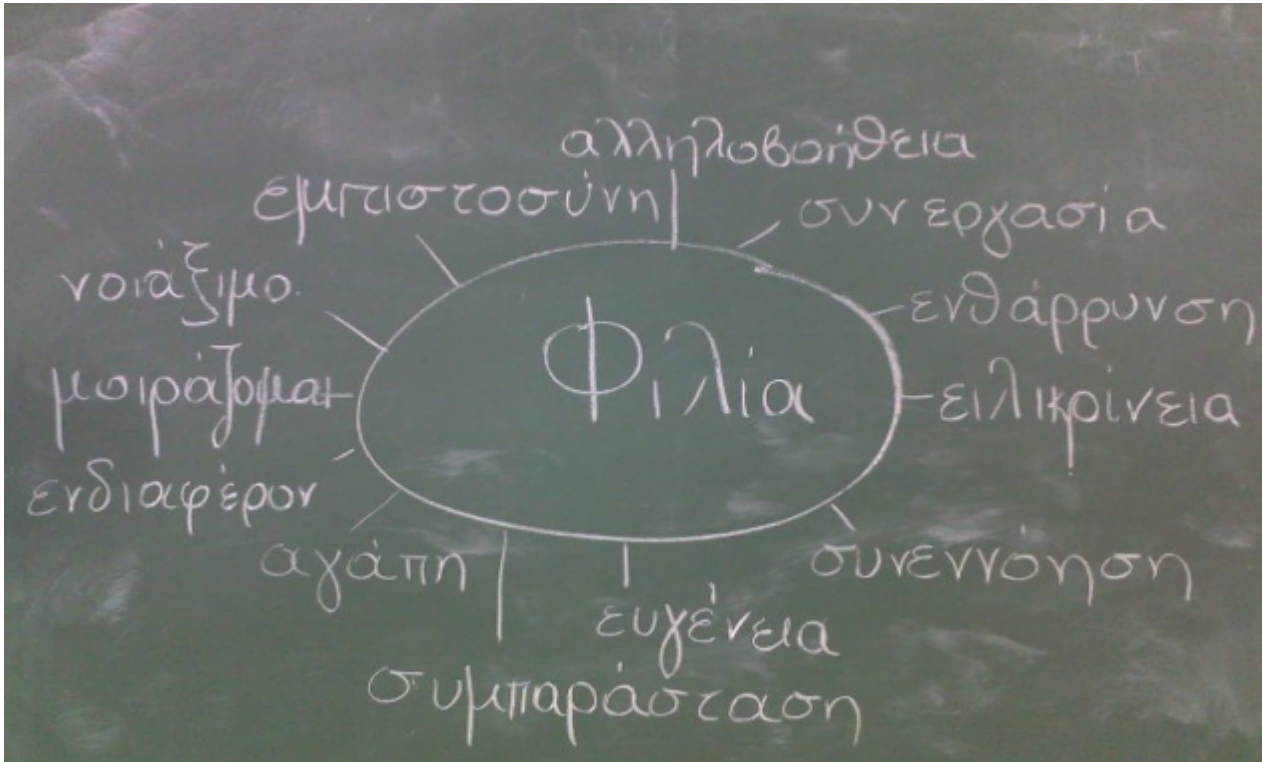 αλληλοβοήθεια
εμπιστοσύνη
συνεργασία
νοιάξιμο.
ενθάρρυνση
Φιλία
μοιράζομαι
ειλικρίνεια
ενδιαφέρον
αγάπη
συνεννόηση
ευγένεια
συμπαράσταση